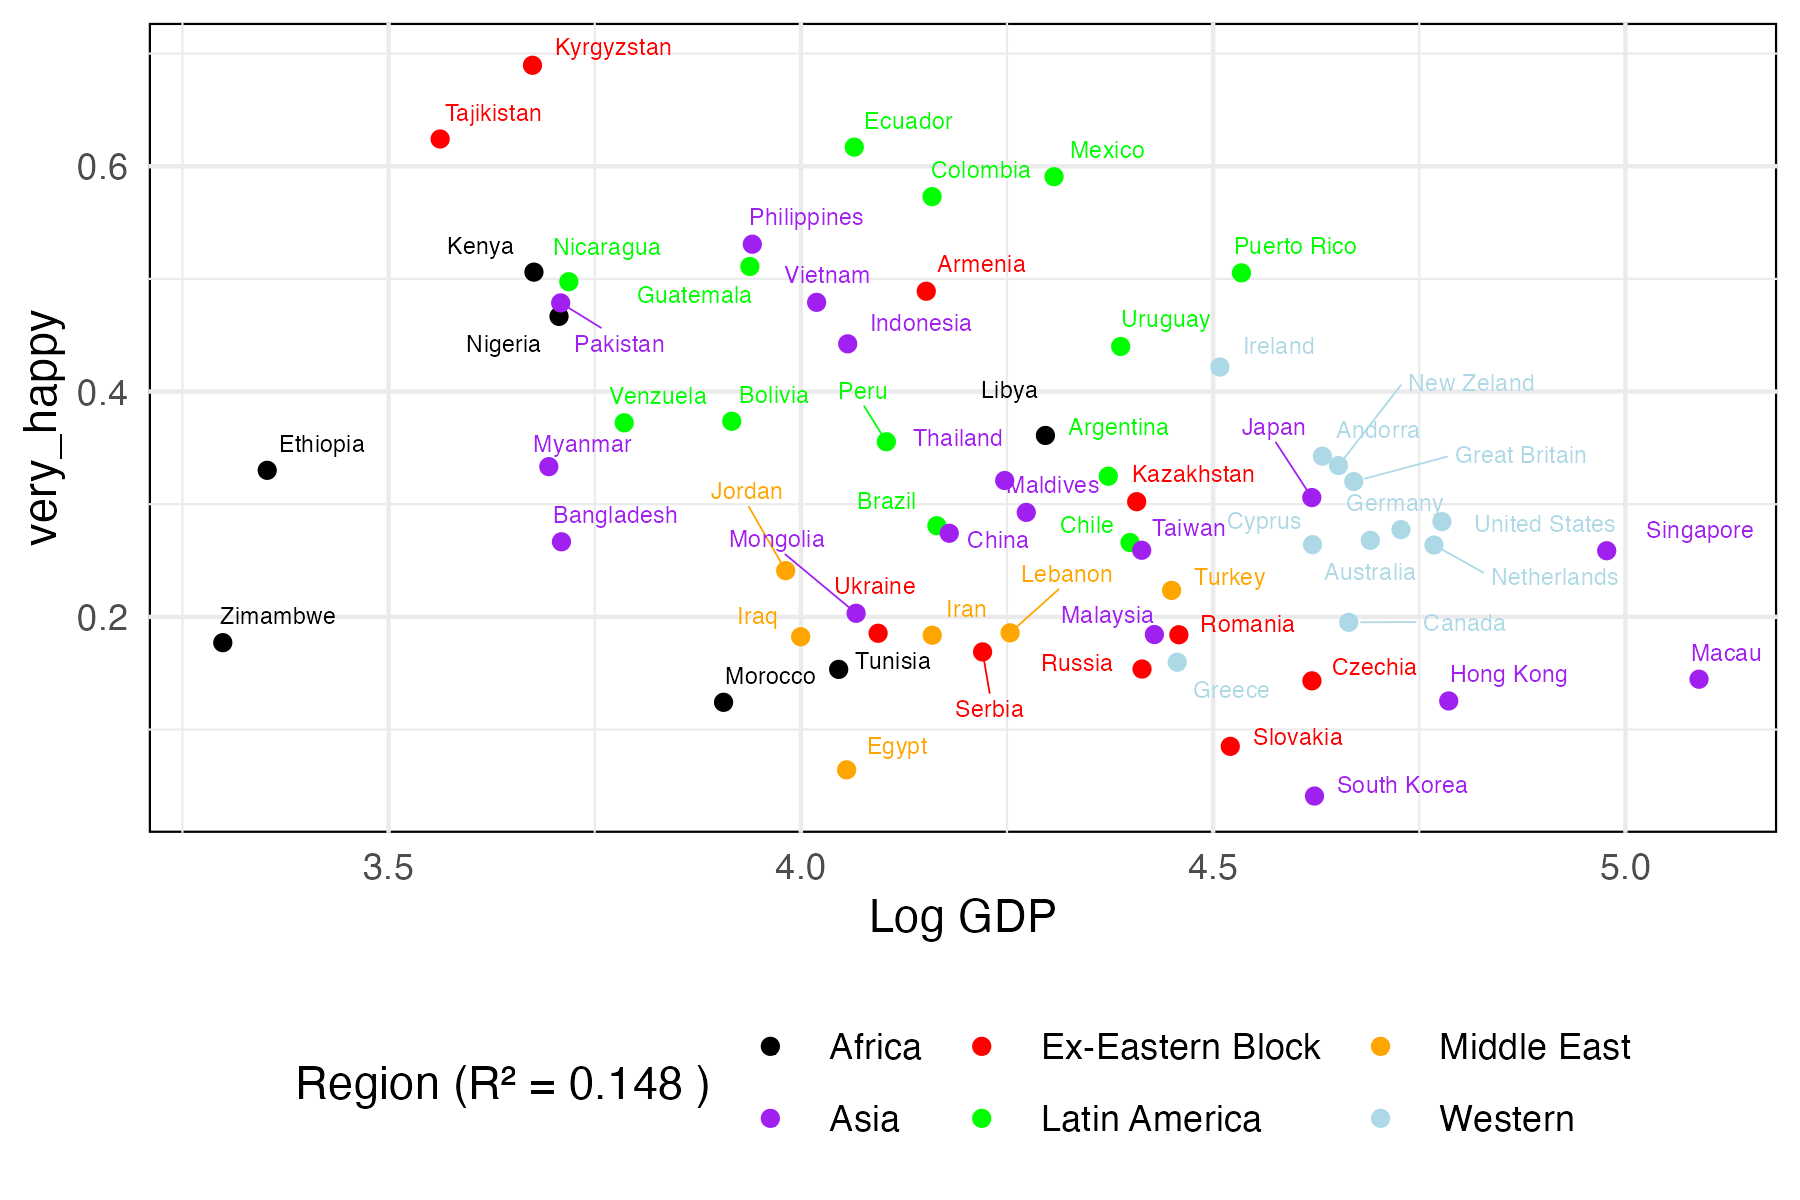 Kyrgyzstan
Tajikistan
Ecuador
Mexico
0.6
Colombia
Philippines
Kenya
Nicaragua
Puerto Rico
Armenia
Vietnam
Guatemala
Indonesia
Uruguay
Nigeria
Pakistan
Ireland
very_happy
0.4
New Zeland
Libya
Peru
Venzuela
Bolivia
Argentina
Japan
Andorra
Thailand
Ethiopia
Myanmar
Great Britain
Kazakhstan
Maldives
Jordan
Brazil
Germany
Bangladesh
Cyprus
United States
Chile
Taiwan
Singapore
Mongolia
China
Australia
Lebanon
Turkey
Netherlands
Ukraine
0.2
Zimambwe
Iraq
Iran
Malaysia
Romania
Canada
Tunisia
Russia
Macau
Czechia
Morocco
Hong Kong
Greece
Serbia
Slovakia
Egypt
South Korea
3.5 4.0 4.5 5.0
Log GDP
Region (R² = 0.148 )
Africa Ex-Eastern Block Middle East
Asia Latin America Western